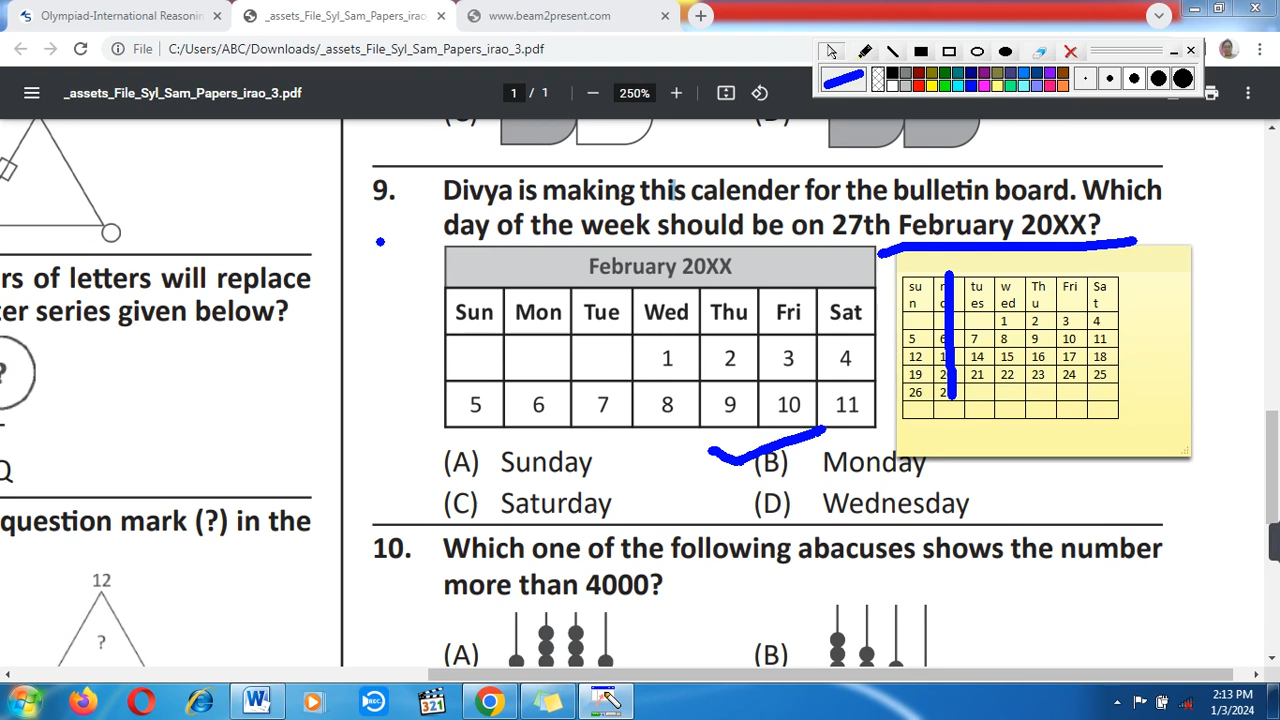 Olympiad-International Reasonin
_assets_File_Syl_Sam_Papers_irao
www.beam2present.com
File
C:/Users/ABC/Downloads/_assets_File_Syl_Sam_Papers_irao_3.pdf
_assets_File_Syl_Sam_Papers_irao_3.pdf
1 / 1
250%
rs of letters will replace
ter series given below?
?
Q
question mark (?) in the
12
?
9. Divya is making this calender for the bulletin board. Which
day of the week should be on 27th February 20XX?
February 20XX
Sun Mon Tue Wed Thu Fri Sat
1 2 3 4
5 6 7 8 9 10 11
(A) Sunday (B) Monday
(C) Saturday (D) Wednesday
su tu w Th Fri Sa
n es ed u t
1 2 3 4
5 6 7 8 9 10 11
12 14 15 16 17 18
19 21 22 23 24 25
26
10. Which one of the following abacuses shows the number
more than 4000?
(A) (B)
REC
321
2:13 PM
1/3/2024